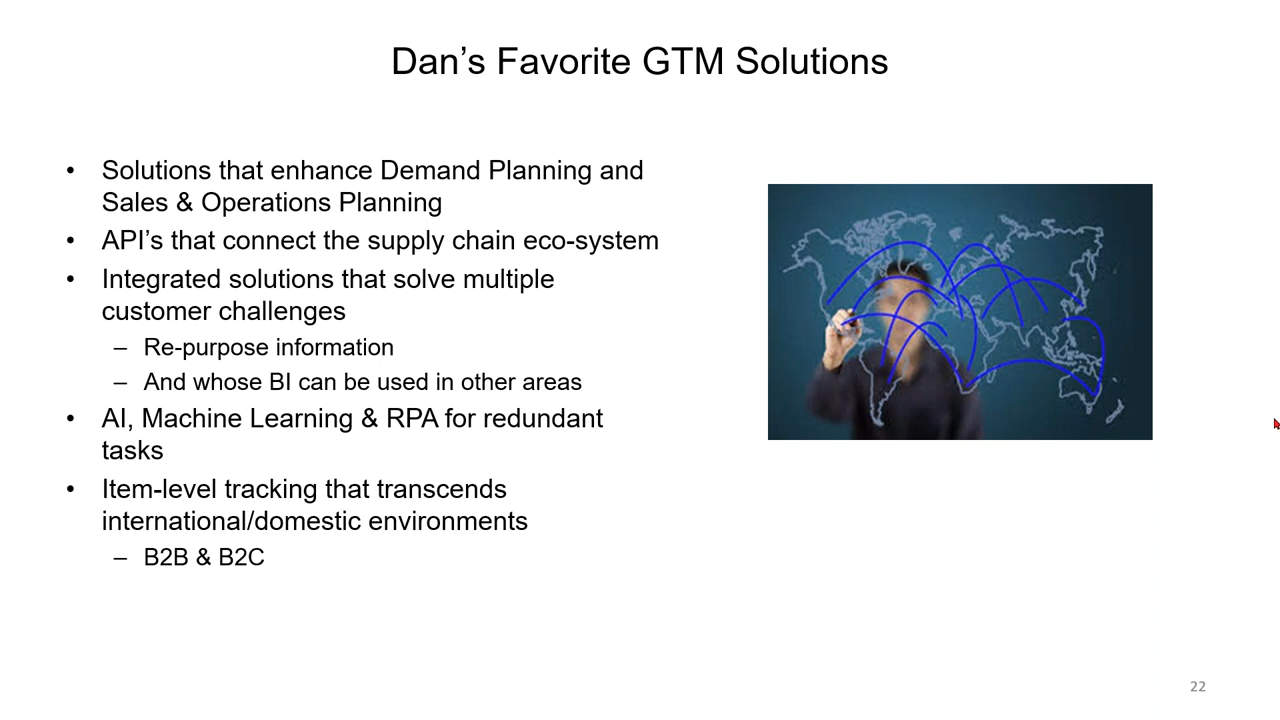 Dan’s Favorite GTM Solutions
• Solutions that enhance Demand Planning and
Sales & Operations Planning
• API’s that connect the supply chain eco-system
• Integrated solutions that solve multiple
customer challenges
– Re-purpose information
– And whose BI can be used in other areas
• AI, Machine Learning & RPA for redundant
tasks
• Item-level tracking that transcends
international/domestic environments
– B2B & B2C
22